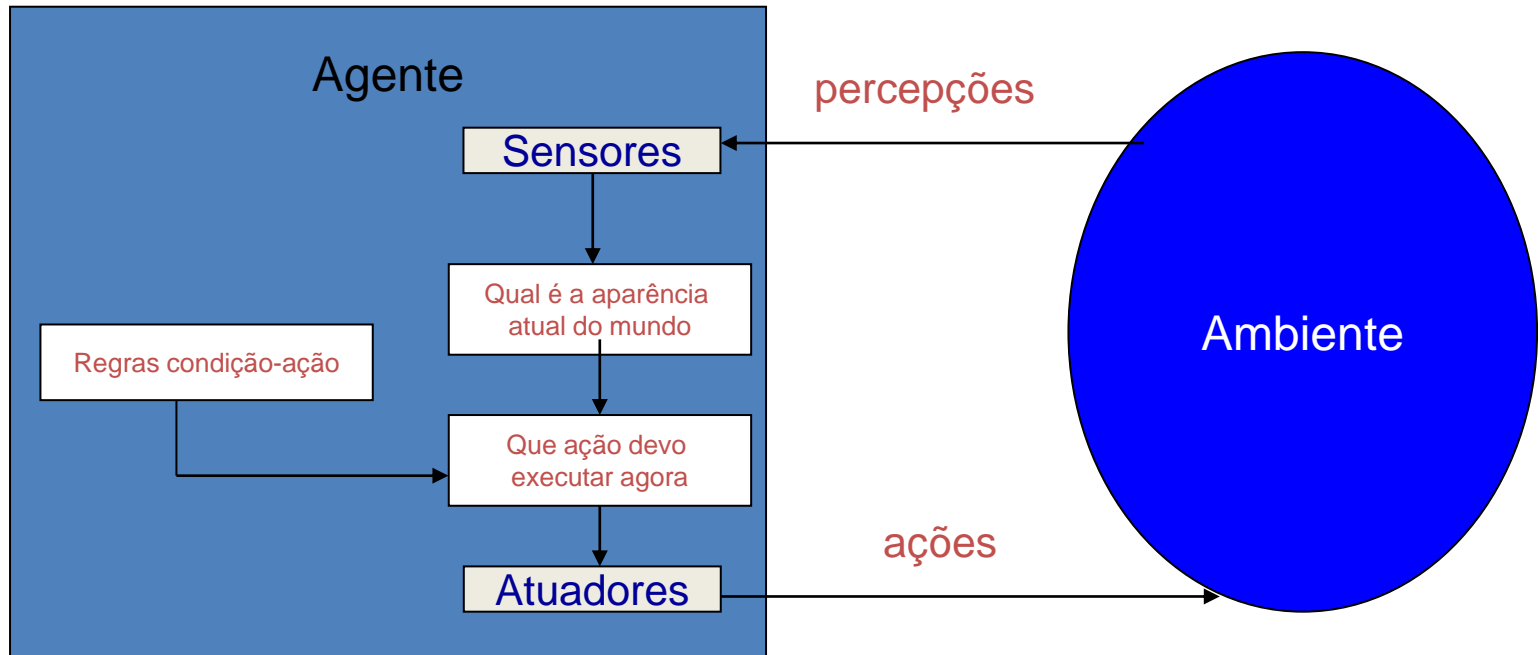 Agente
percepções
Sensores
Qual é a aparência
atual do mundo
Regras condição-ação
Ambiente
Que ação devo
executar agora
ações
Atuadores